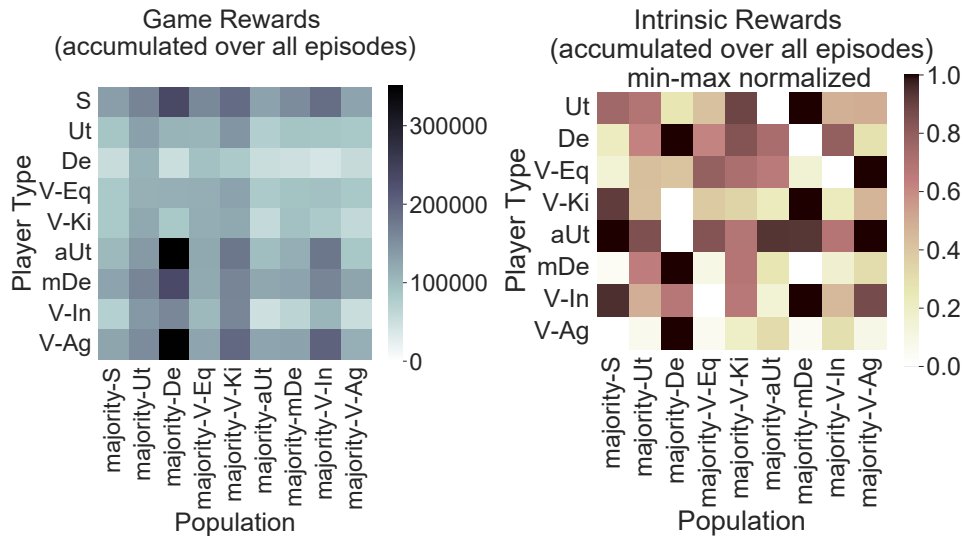 Game Rewards
(accumulated over all episodes)
Player Type
S
Ut
De
V-Eq
V-Ki
aUt
mDe
V-In
V-Ag
300000
200000
100000
0
majority-S
majority-Ut
majority-De
majority-V-Eq
majority-V-Ki
majority-aUt
majority-mDe
majority-V-In
majority-V-Ag
Population
Intrinsic Rewards
(accumulated over all episodes)
min-max normalized
Player Type
Ut
De
V-Eq
V-Ki
aUt
mDe
V-In
V-Ag
1.0
0.8
0.6
0.4
0.2
0.0
majority-S
majority-Ut
majority-De
majority-V-Eq
majority-V-Ki
majority-aUt
majority-mDe
majority-V-In
majority-V-Ag
Population